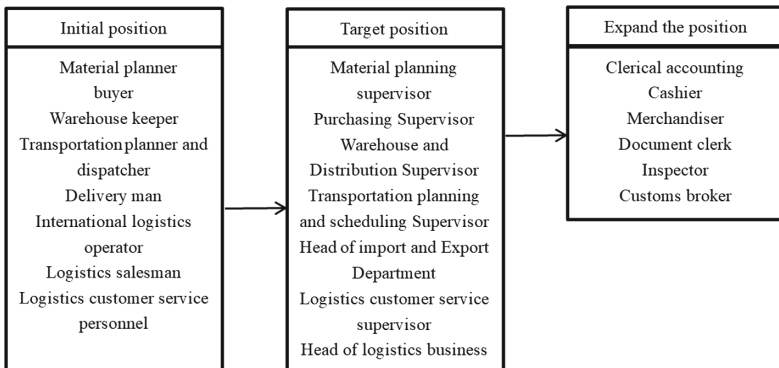 Initial position
Material planner
buyer
Warehouse keeper
Transportation planner and
dispatcher
Delivery man
International logistics
operator
Logistics salesman
Logistics customer service
personnel
Target position
Material planning
supervisor
Purchasing Supervisor
Warehouse and
Distribution Supervisor
Transportation planning
and scheduling Supervisor
Head of import and Export
Department
Logistics customer service
supervisor
Head of logistics business
Expand the position
Clerical accounting
Cashier
Merchandiser
Document clerk
Inspector
Customs broker